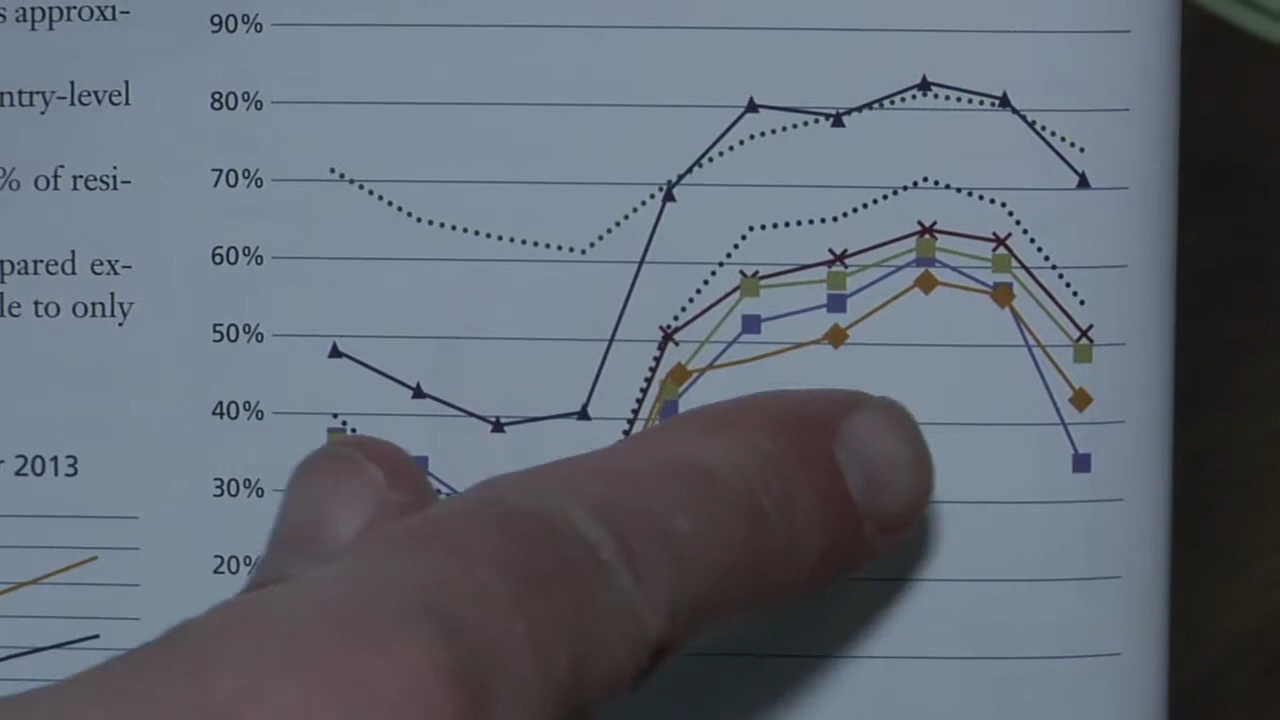 s approxi-
ntry-level
% of resi-
pared ex-
le to only
r 2013
90%
80%
70%
60%
50%
40%
30%
20%